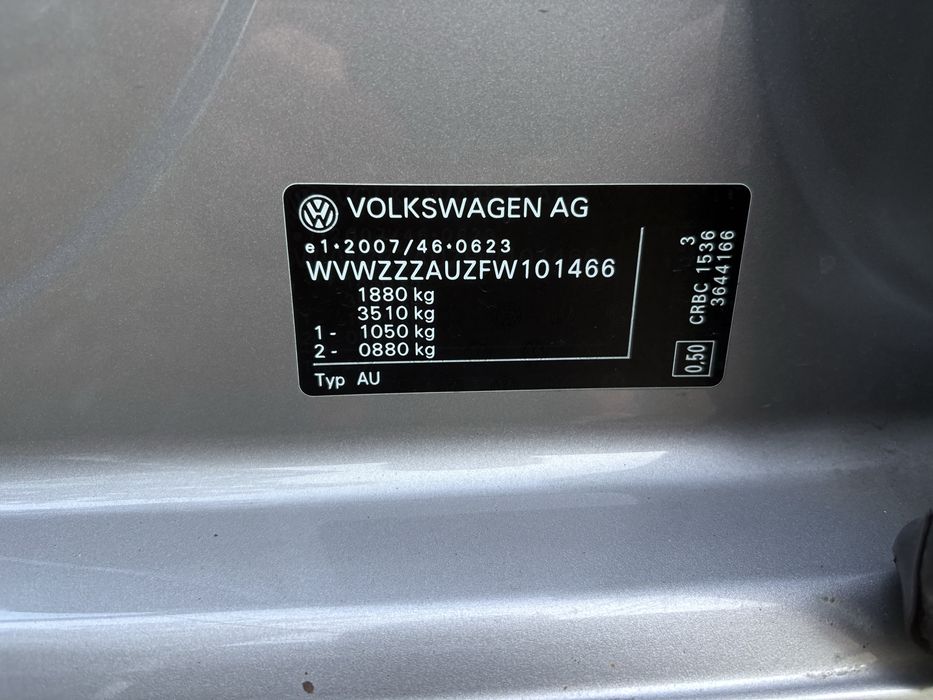 VOLKSWAGEN AG
e1*2007/46*0623
WVWZZZAUZFW101466
1880 kg
3510 kg
1- 1050 kg
2- 0880 kg
Typ AU
3
CRBC 1536
3644166
0,50